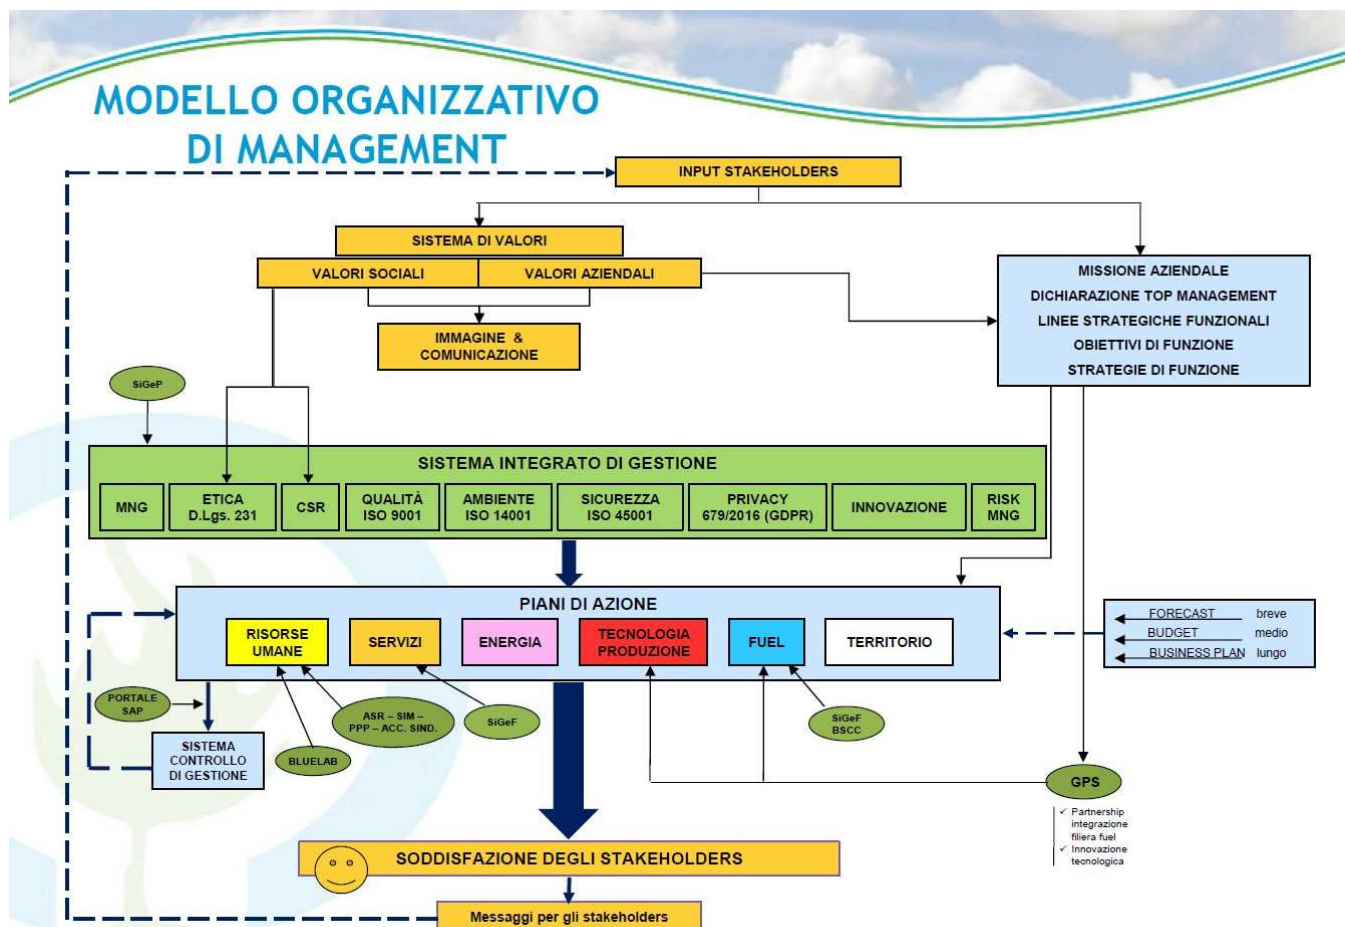 MODELLO ORGANIZZATIVO
DI MANAGEMENT
INPUT STAKEHOLDERS
SISTEMA DI VALORI
VALORI SOCIALI
VALORI AZIENDALI
IMMAGINE &
COMUNICAZIONE
MISSIONE AZIENDALE
DICHIARAZIONE TOP MANAGEMENT
LINEE STRATEGICHE FUNZIONALI
OBIETTIVI DI FUNZIONE
STRATEGIE DI FUNZIONE
SiGeP
SISTEMA INTEGRATO DI GESTIONE
MNG
ETICA
D.Lgs. 231
CSR
QUALITÀ
ISO 9001
AMBIENTE
ISO 14001
SICUREZZA
ISO 45001
PRIVACY
679/2016 (GDPR)
INNOVAZIONE
RISK
MNG
PIANI DI AZIONE
RISORSE
UMANE
SERVIZI
ENERGIA
TECNOLOGIA
PRODUZIONE
FUEL
TERRITORIO
FORECAST breve
BUDGET medio
BUSINESS PLAN lungo
PORTALE
SAP
SISTEMA
CONTROLLO
DI GESTIONE
BLUELAB
ASR – SIM –
PPP – ACC. SIND.
SiGeF
SiGeF
BSCC
GPS
✓ Partnership
integrazione
filiera fuel
✓ Innovazione
tecnologica
SODDISFAZIONE DEGLI STAKEHOLDERS
Messaggi per gli stakeholders